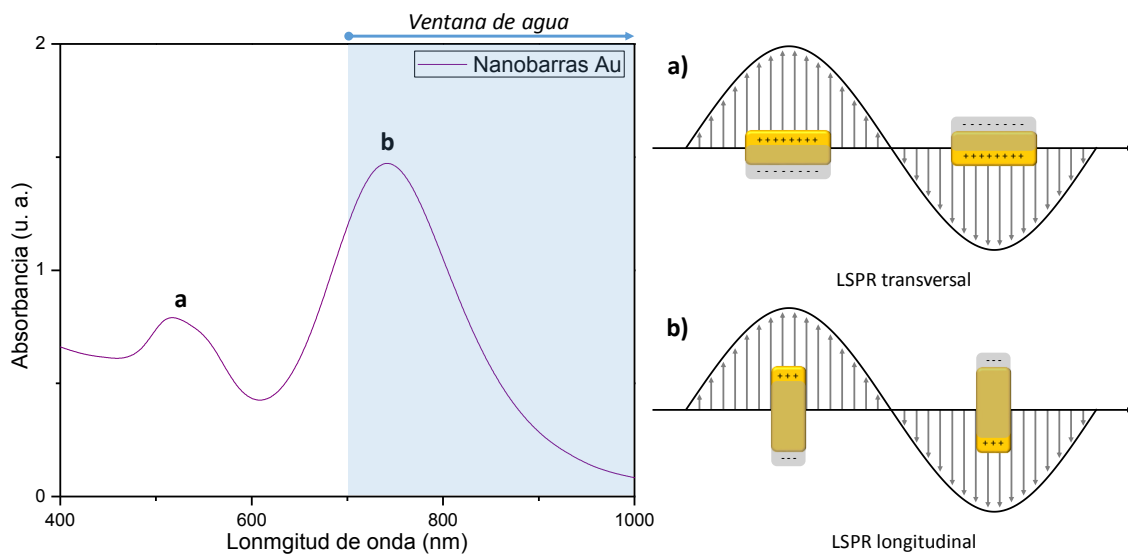 Ventana de agua
2
Nanobarras Au
b
Absorbancia (u. a.)
1
a
0
400
600
800
1000
Lonmgitud de onda (nm)
a)
- - - - - - - -
++++++++
++++++++
- - - - - - - -
LSPR transversal
b)
- - -
+++
+++
- - -
LSPR longitudinal